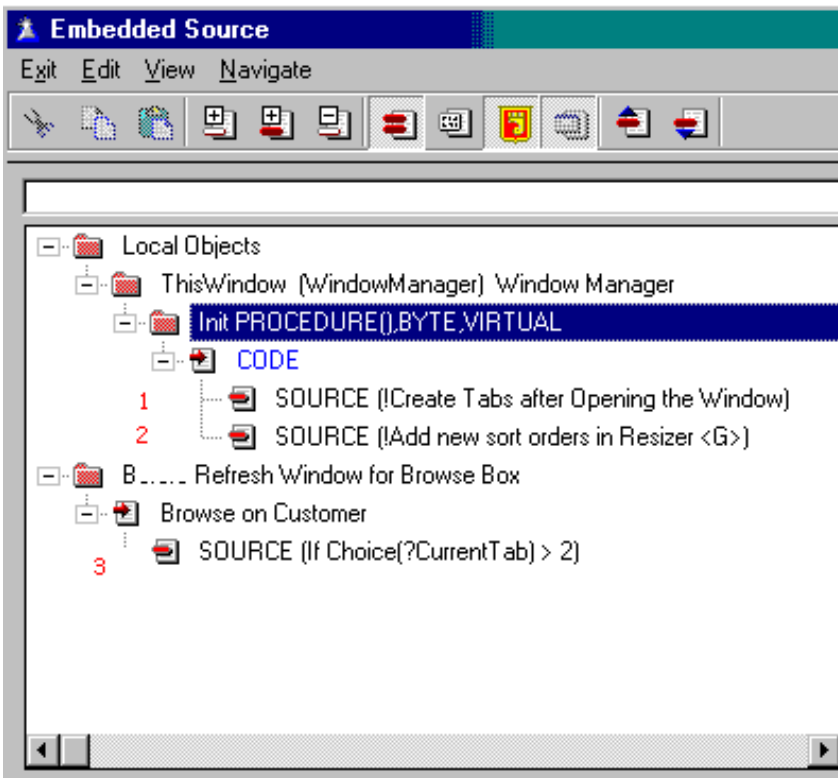 Embedded Source
Exit Edit View Navigate
Local Objects
ThisWindow (WindowManager) Window Manager
Init PROCEDURE(),BYTE,VIRTUAL
CODE
1 SOURCE (!Create Tabs after Opening the Window)
2 SOURCE (!Add new sort orders in Resizer <G>)
Refresh Window for Browse Box
Browse on Customer
3 SOURCE (If Choice(?CurrentTab) > 2)